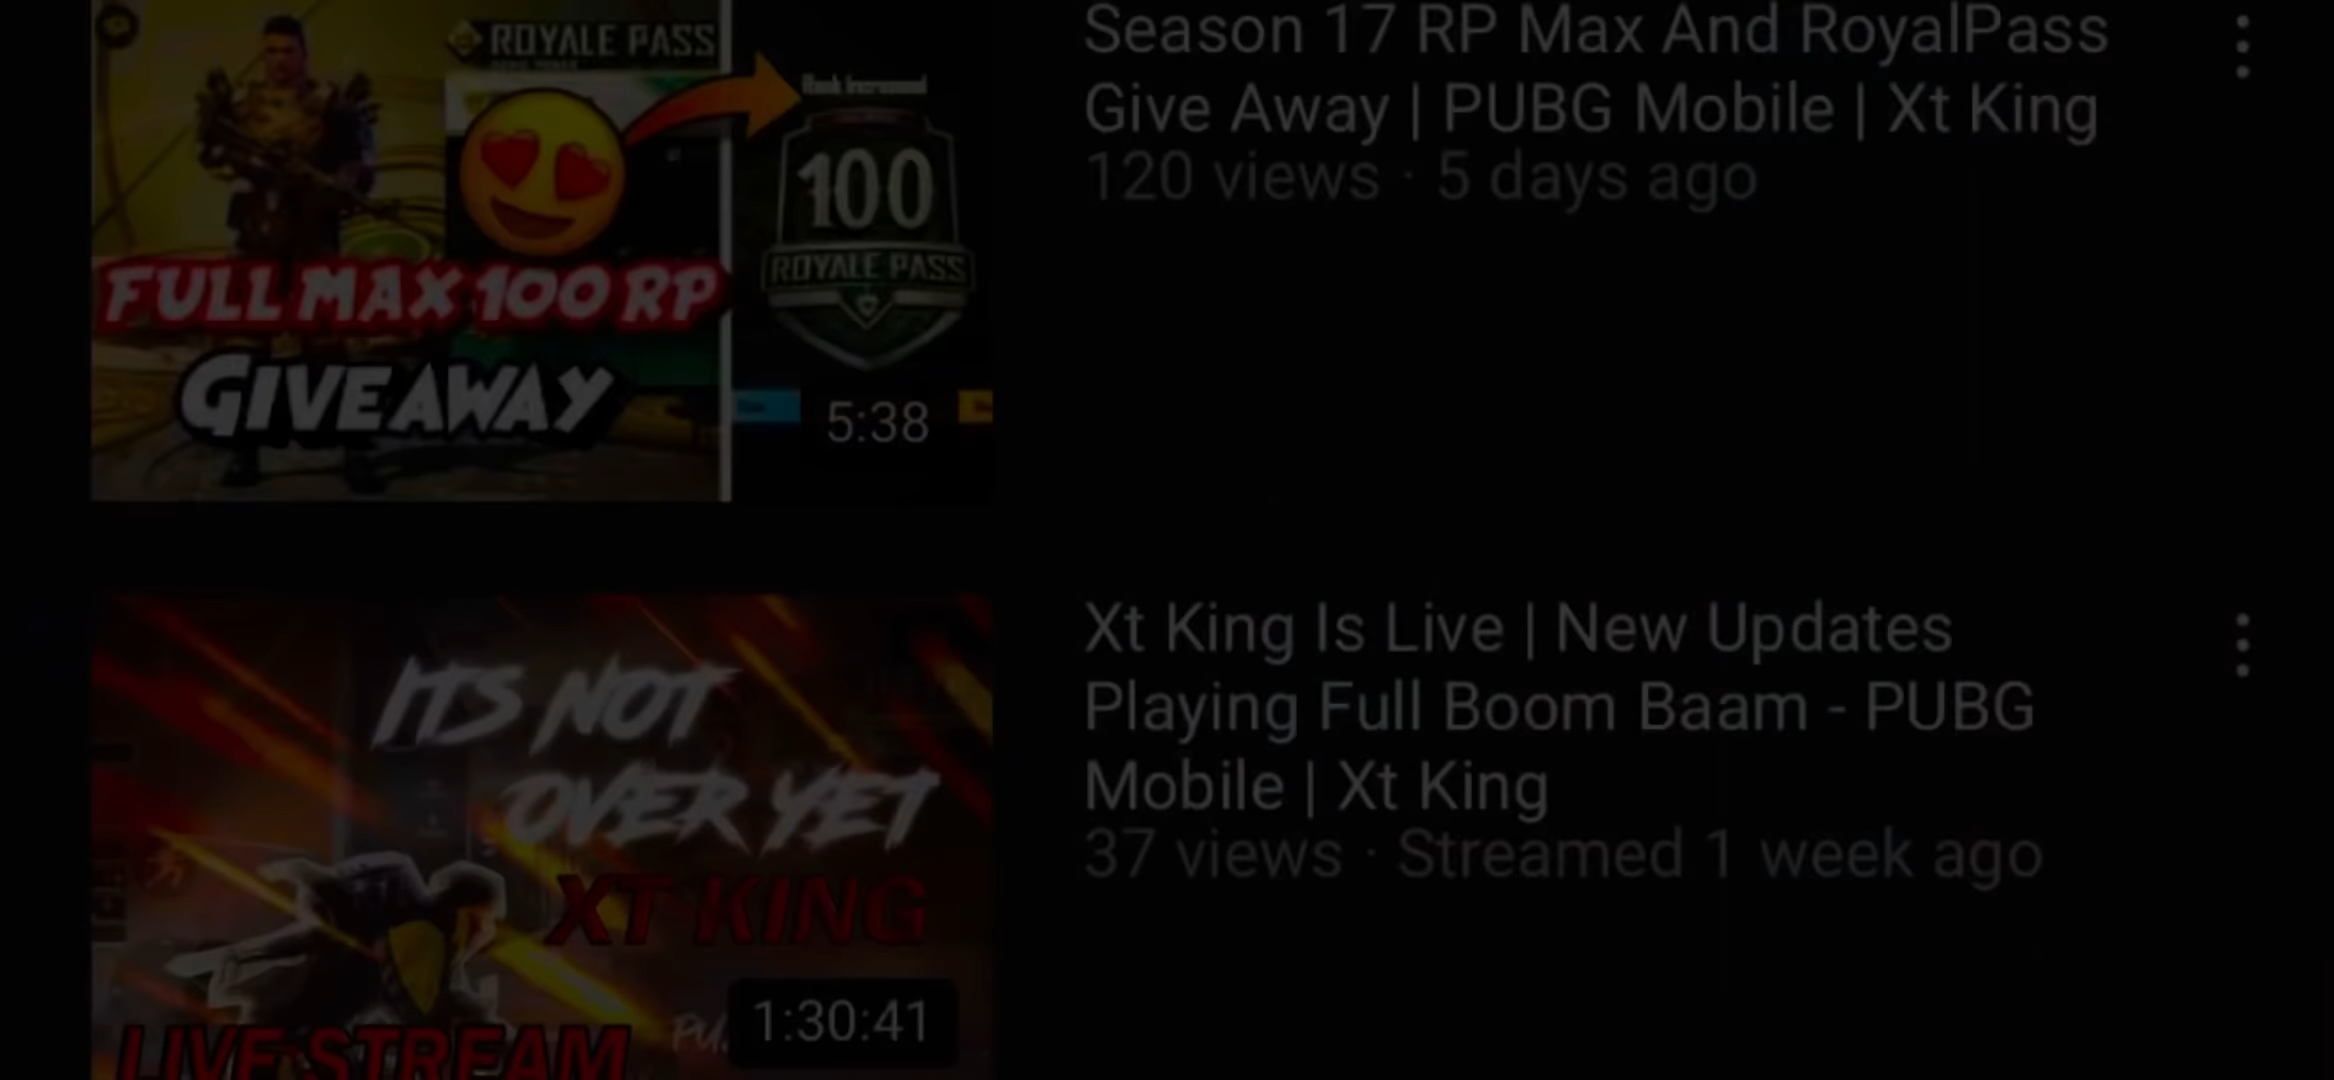 ROYALE PASS
Rank Increased
100
ROYALE PASS
FULL MAX 100 RP
GIVEAWAY
5:38
Season 17 RP Max And RoyalPass
Give Away | PUBG Mobile | Xt King
120 views · 5 days ago
ITS NOT
OVER YET
XT KING
LIVE STREAM
1:30:41
Xt King Is Live | New Updates
Playing Full Boom Baam - PUBG
Mobile | Xt King
37 views · Streamed 1 week ago